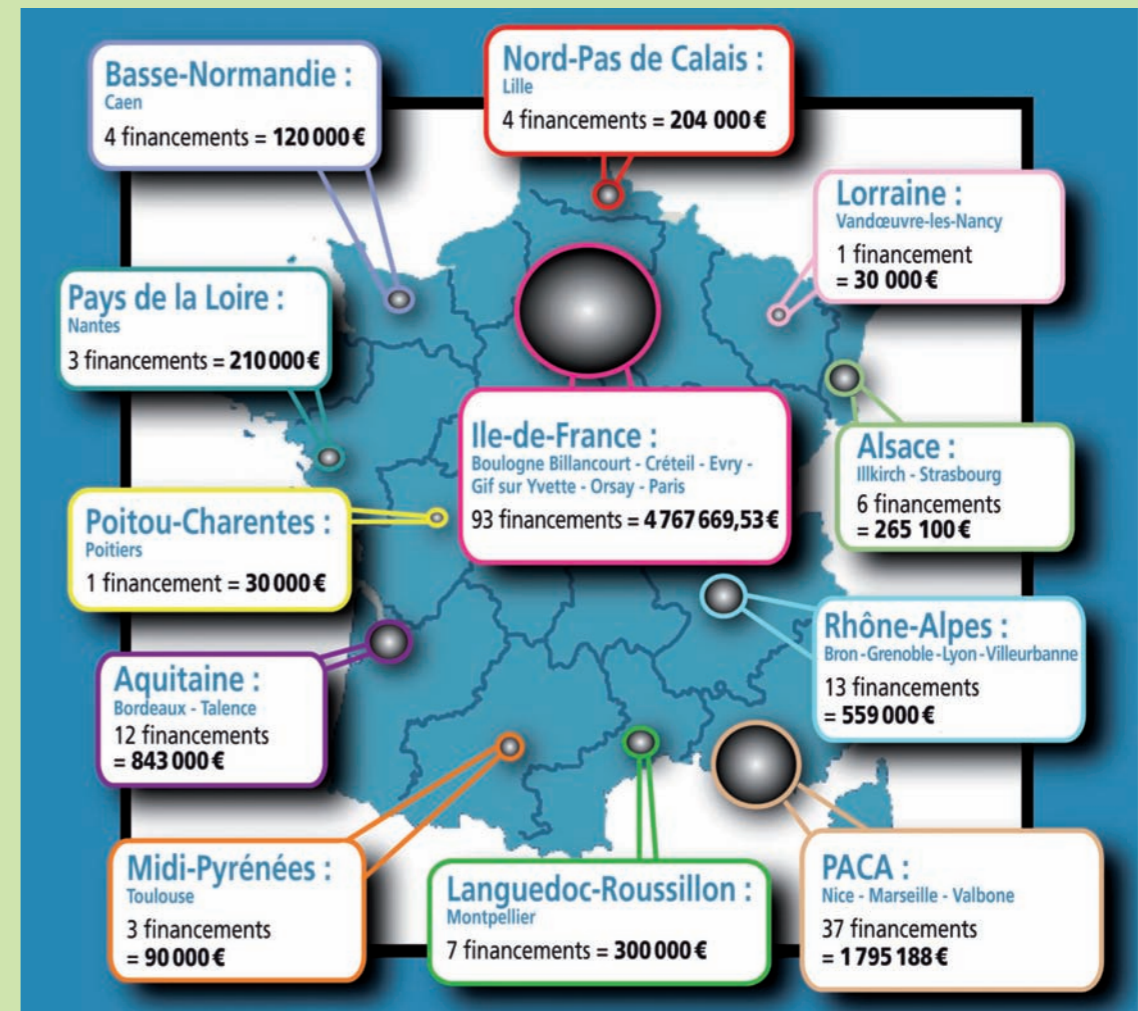 Basse-Normandie :
Caen
4 financements = 120 000 €
Nord-Pas de Calais :
Lille
4 financements = 204 000 €
Lorraine :
Vandœuvre-les-Nancy
1 financement
= 30 000 €
Pays de la Loire :
Nantes
3 financements = 210 000 €
Ile-de-France :
Boulogne Billancourt - Créteil - Evry -
Gif sur Yvette - Orsay - Paris
93 financements = 4 767 669,53 €
Alsace :
Illkirch - Strasbourg
6 financements
= 265 100 €
Poitou-Charentes :
Poitiers
1 financement = 30 000 €
Rhône-Alpes :
Bron - Grenoble - Lyon - Villeurbanne
13 financements
= 559 000 €
Aquitaine :
Bordeaux - Talence
12 financements
= 843 000 €
Midi-Pyrénées :
Toulouse
3 financements
= 90 000 €
Languedoc-Roussillon :
Montpellier
7 financements = 300 000 €
PACA :
Nice - Marseille - Valbone
37 financements
= 1 795 188 €